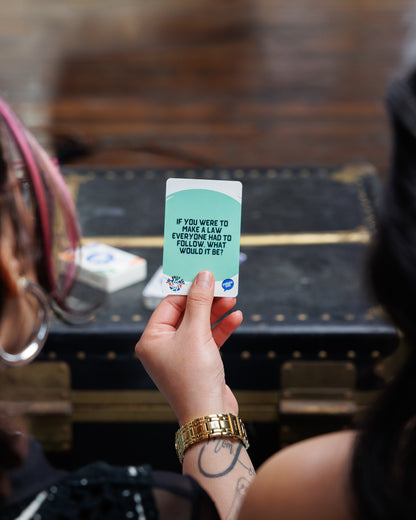 IF YOU WERE TO
MAKE A LAW
EVERYONE HAD TO
FOLLOW, WHAT
WOULD IT BE?